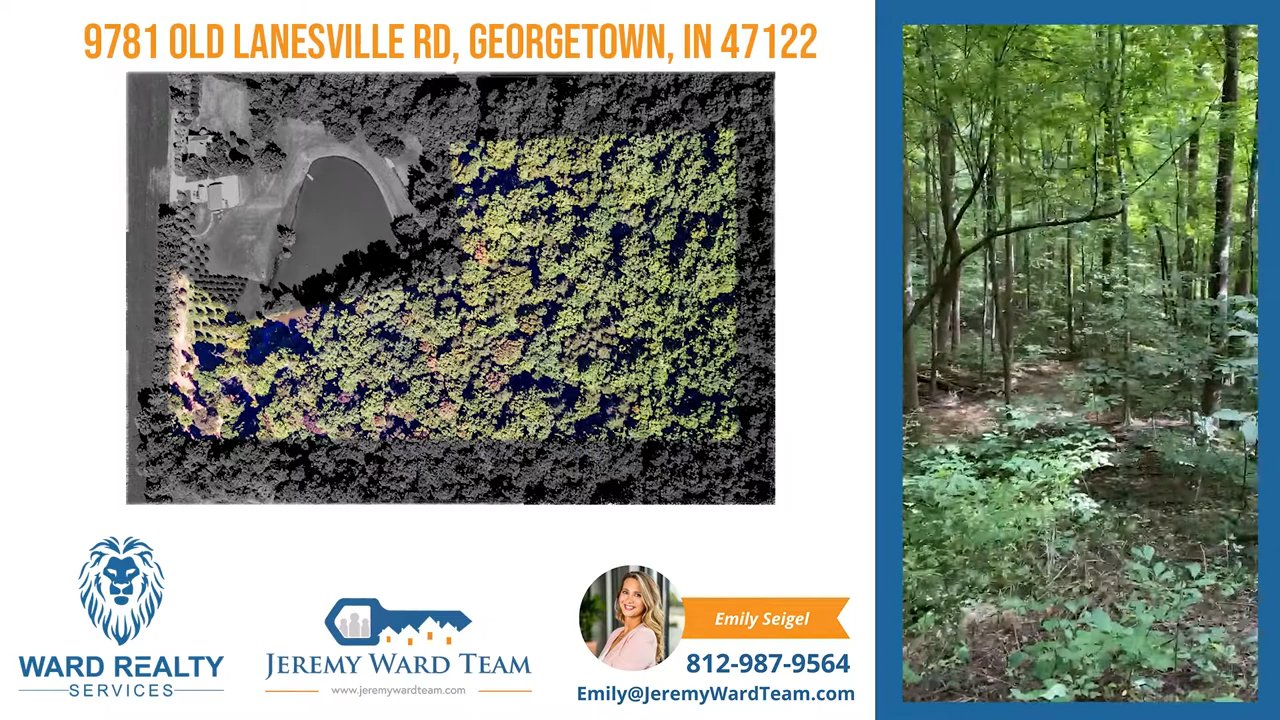 9781 OLD LANESVILLE RD, GEORGETOWN, IN 47122
WARD REALTY
SERVICES
JEREMY WARD TEAM
www.jeremywardteam.com
Emily Seigel
812-987-9564
Emily@JeremyWardTeam.com